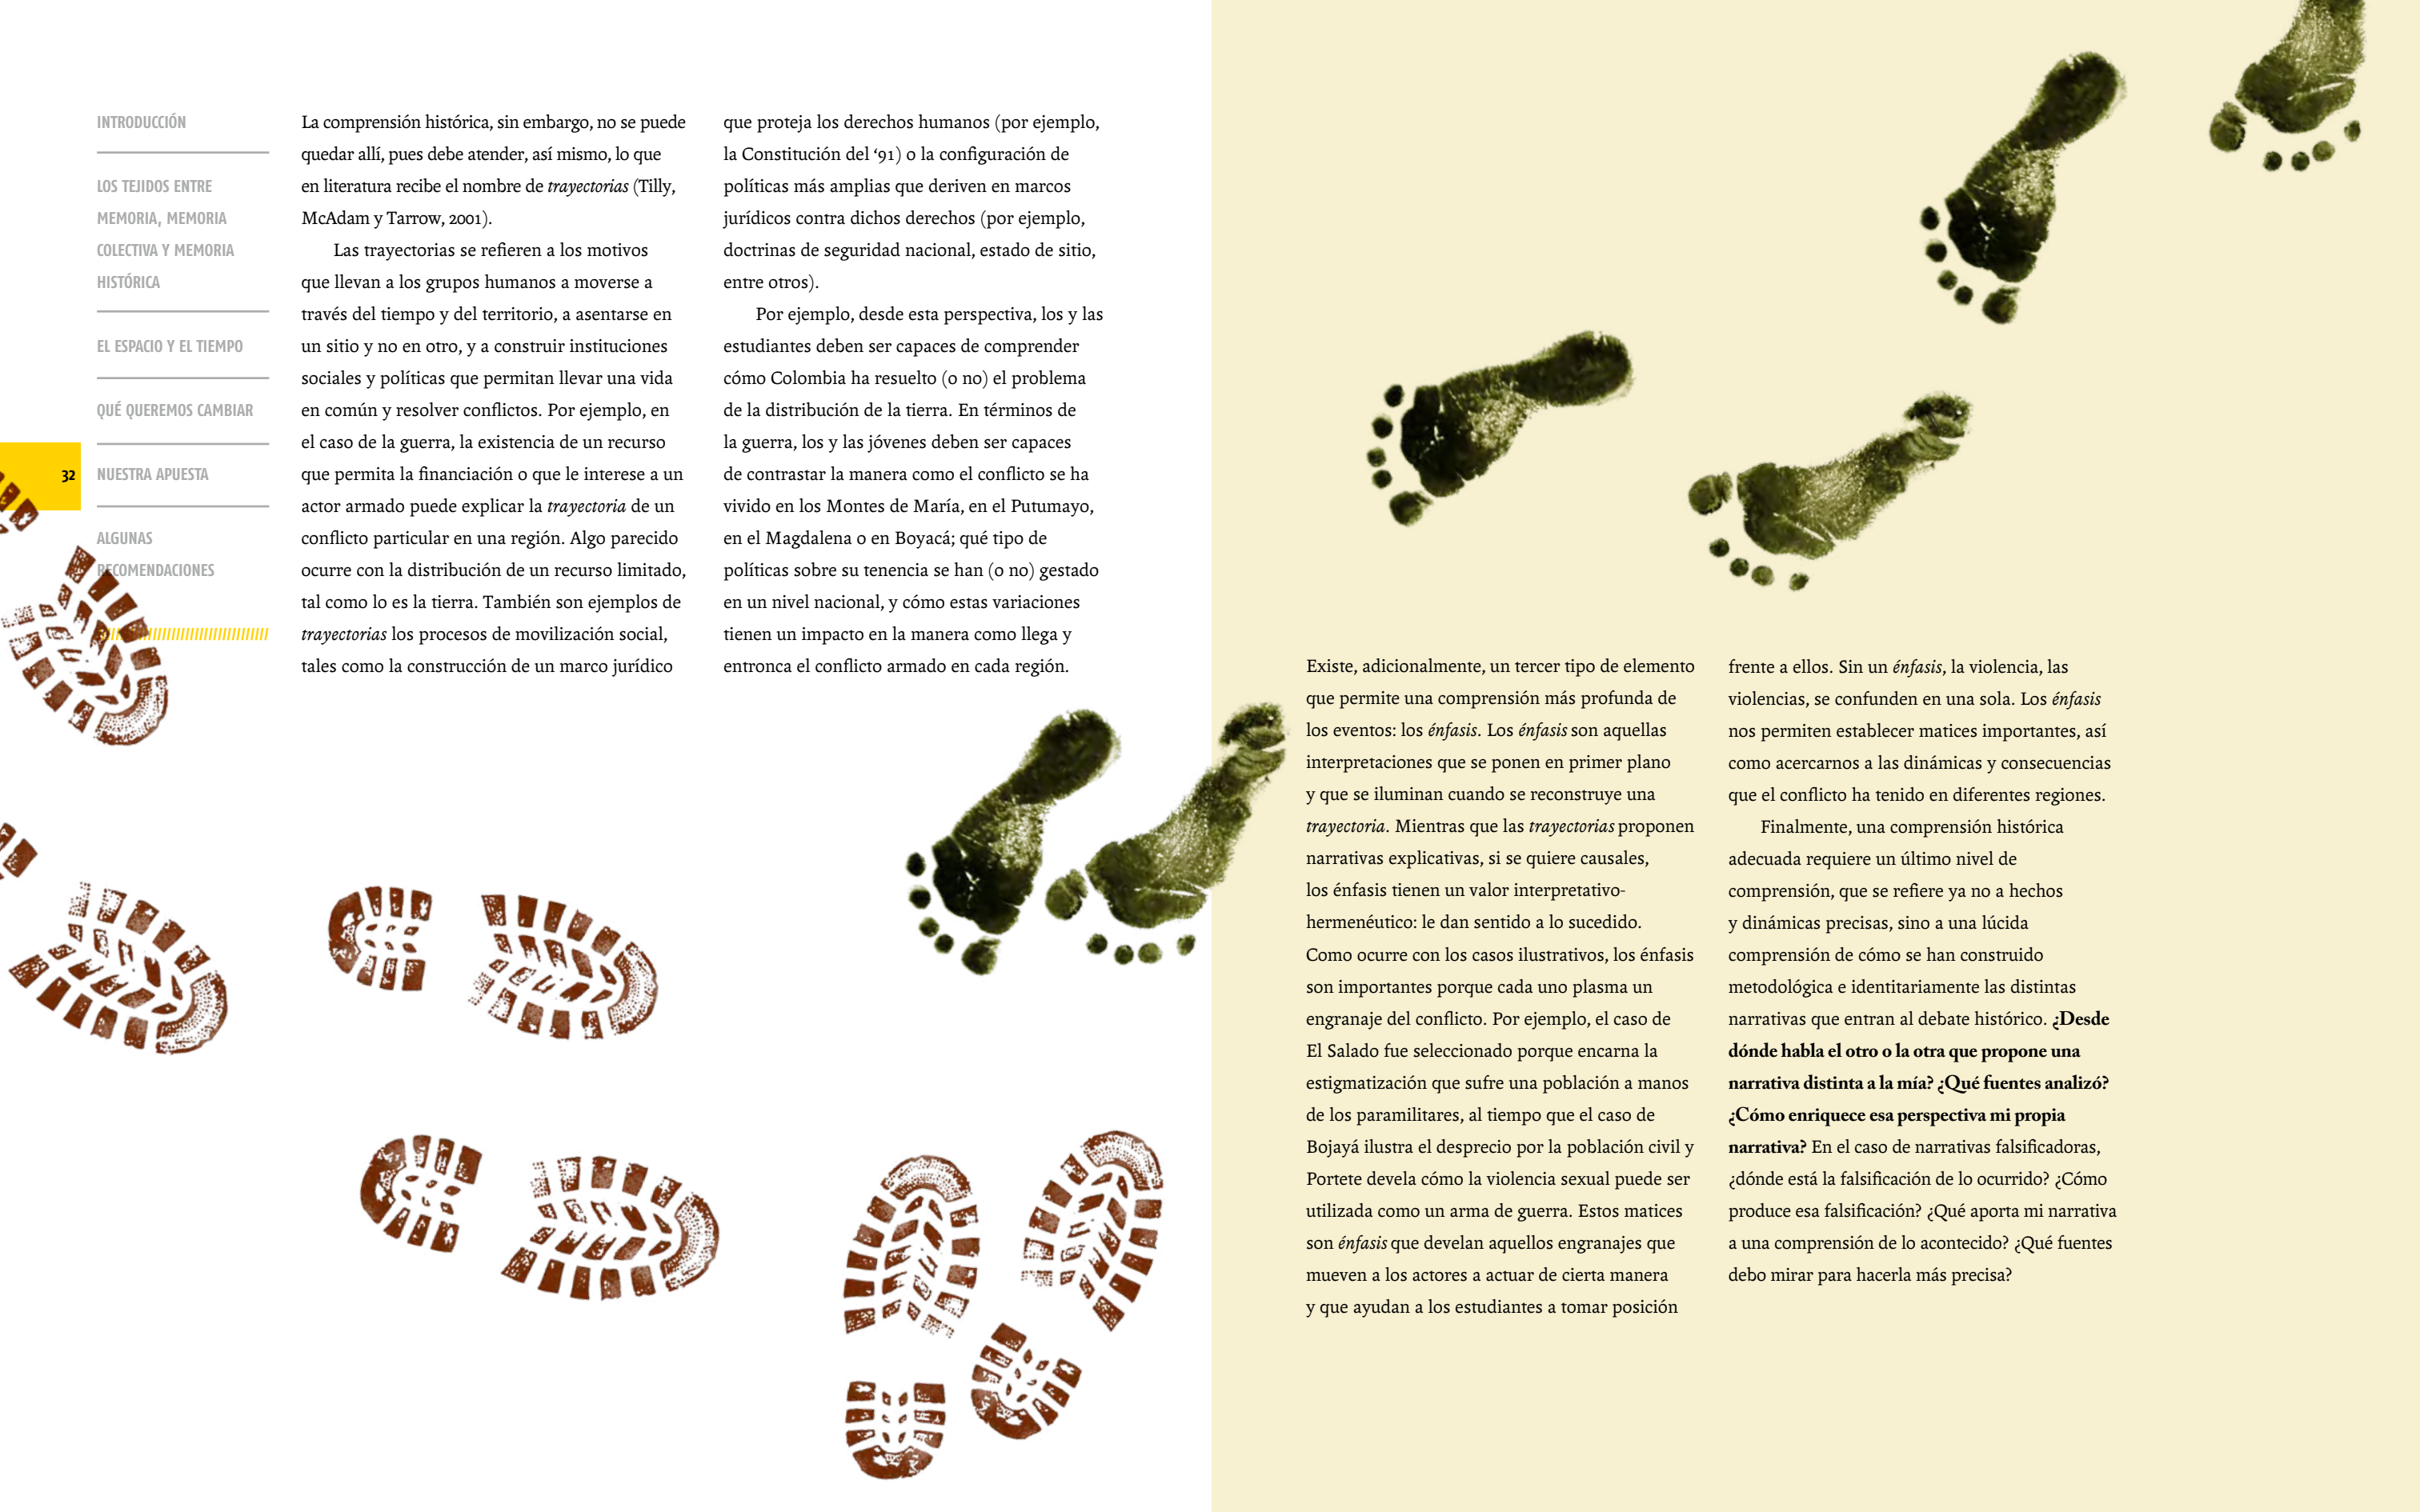 INTRODUCCIÓN
LOS TEJIDOS ENTRE
MEMORIA, MEMORIA
COLECTIVA Y MEMORIA
HISTÓRICA
EL ESPACIO Y EL TIEMPO
QUÉ QUEREMOS CAMBIAR
32
NUESTRA APUESTA
ALGUNAS
RECOMENDACIONES
La comprensión histórica, sin embargo, no se puede
quedar allí, pues debe atender, así mismo, lo que
en literatura recibe el nombre de trayectorias (Tilly,
McAdam y Tarrow, 2001).
Las trayectorias se refieren a los motivos
que llevan a los grupos humanos a moverse a
través del tiempo y del territorio, a asentarse en
un sitio y no en otro, y a construir instituciones
sociales y políticas que permitan llevar una vida
en común y resolver conflictos. Por ejemplo, en
el caso de la guerra, la existencia de un recurso
que permita la financiación o que le interese a un
actor armado puede explicar la trayectoria de un
conflicto particular en una región. Algo parecido
ocurre con la distribución de un recurso limitado,
tal como lo es la tierra. También son ejemplos de
trayectorias los procesos de movilización social,
tales como la construcción de un marco jurídico
que proteja los derechos humanos (por ejemplo,
la Constitución del ‘91) o la configuración de
políticas más amplias que deriven en marcos
jurídicos contra dichos derechos (por ejemplo,
doctrinas de seguridad nacional, estado de sitio,
entre otros).
Por ejemplo, desde esta perspectiva, los y las
estudiantes deben ser capaces de comprender
cómo Colombia ha resuelto (o no) el problema
de la distribución de la tierra. En términos de
la guerra, los y las jóvenes deben ser capaces
de contrastar la manera como el conflicto se ha
vivido en los Montes de María, en el Putumayo,
en el Magdalena o en Boyacá; qué tipo de
políticas sobre su tenencia se han (o no) gestado
en un nivel nacional, y cómo estas variaciones
tienen un impacto en la manera como llega y
entronca el conflicto armado en cada región.
Existe, adicionalmente, un tercer tipo de elemento
que permite una comprensión más profunda de
los eventos: los énfasis. Los énfasis son aquellas
interpretaciones que se ponen en primer plano
y que se iluminan cuando se reconstruye una
trayectoria. Mientras que las trayectorias proponen
narrativas explicativas, si se quiere causales,
los énfasis tienen un valor interpretativo-
hermenéutico: le dan sentido a lo sucedido.
Como ocurre con los casos ilustrativos, los énfasis
son importantes porque cada uno plasma un
engranaje del conflicto. Por ejemplo, el caso de
El Salado fue seleccionado porque encarna la
estigmatización que sufre una población a manos
de los paramilitares, al tiempo que el caso de
Bojayá ilustra el desprecio por la población civil y
Portete devela cómo la violencia sexual puede ser
utilizada como un arma de guerra. Estos matices
son énfasis que develan aquellos engranajes que
mueven a los actores a actuar de cierta manera
y que ayudan a los estudiantes a tomar posición
frente a ellos. Sin un énfasis, la violencia, las
violencias, se confunden en una sola. Los énfasis
nos permiten establecer matices importantes, así
como acercarnos a las dinámicas y consecuencias
que el conflicto ha tenido en diferentes regiones.
Finalmente, una comprensión histórica
adecuada requiere un último nivel de
comprensión, que se refiere ya no a hechos
y dinámicas precisas, sino a una lúcida
comprensión de cómo se han construido
metodológica e identitariamente las distintas
narrativas que entran al debate histórico. ¿Desde
dónde habla el otro o la otra que propone una
narrativa distinta a la mía? ¿Qué fuentes analizó?
¿Cómo enriquece esa perspectiva mi propia
narrativa? En el caso de narrativas falsificadoras,
¿dónde está la falsificación de lo ocurrido? ¿Cómo
produce esa falsificación? ¿Qué aporta mi narrativa
a una comprensión de lo acontecido? ¿Qué fuentes
debo mirar para hacerla más precisa?